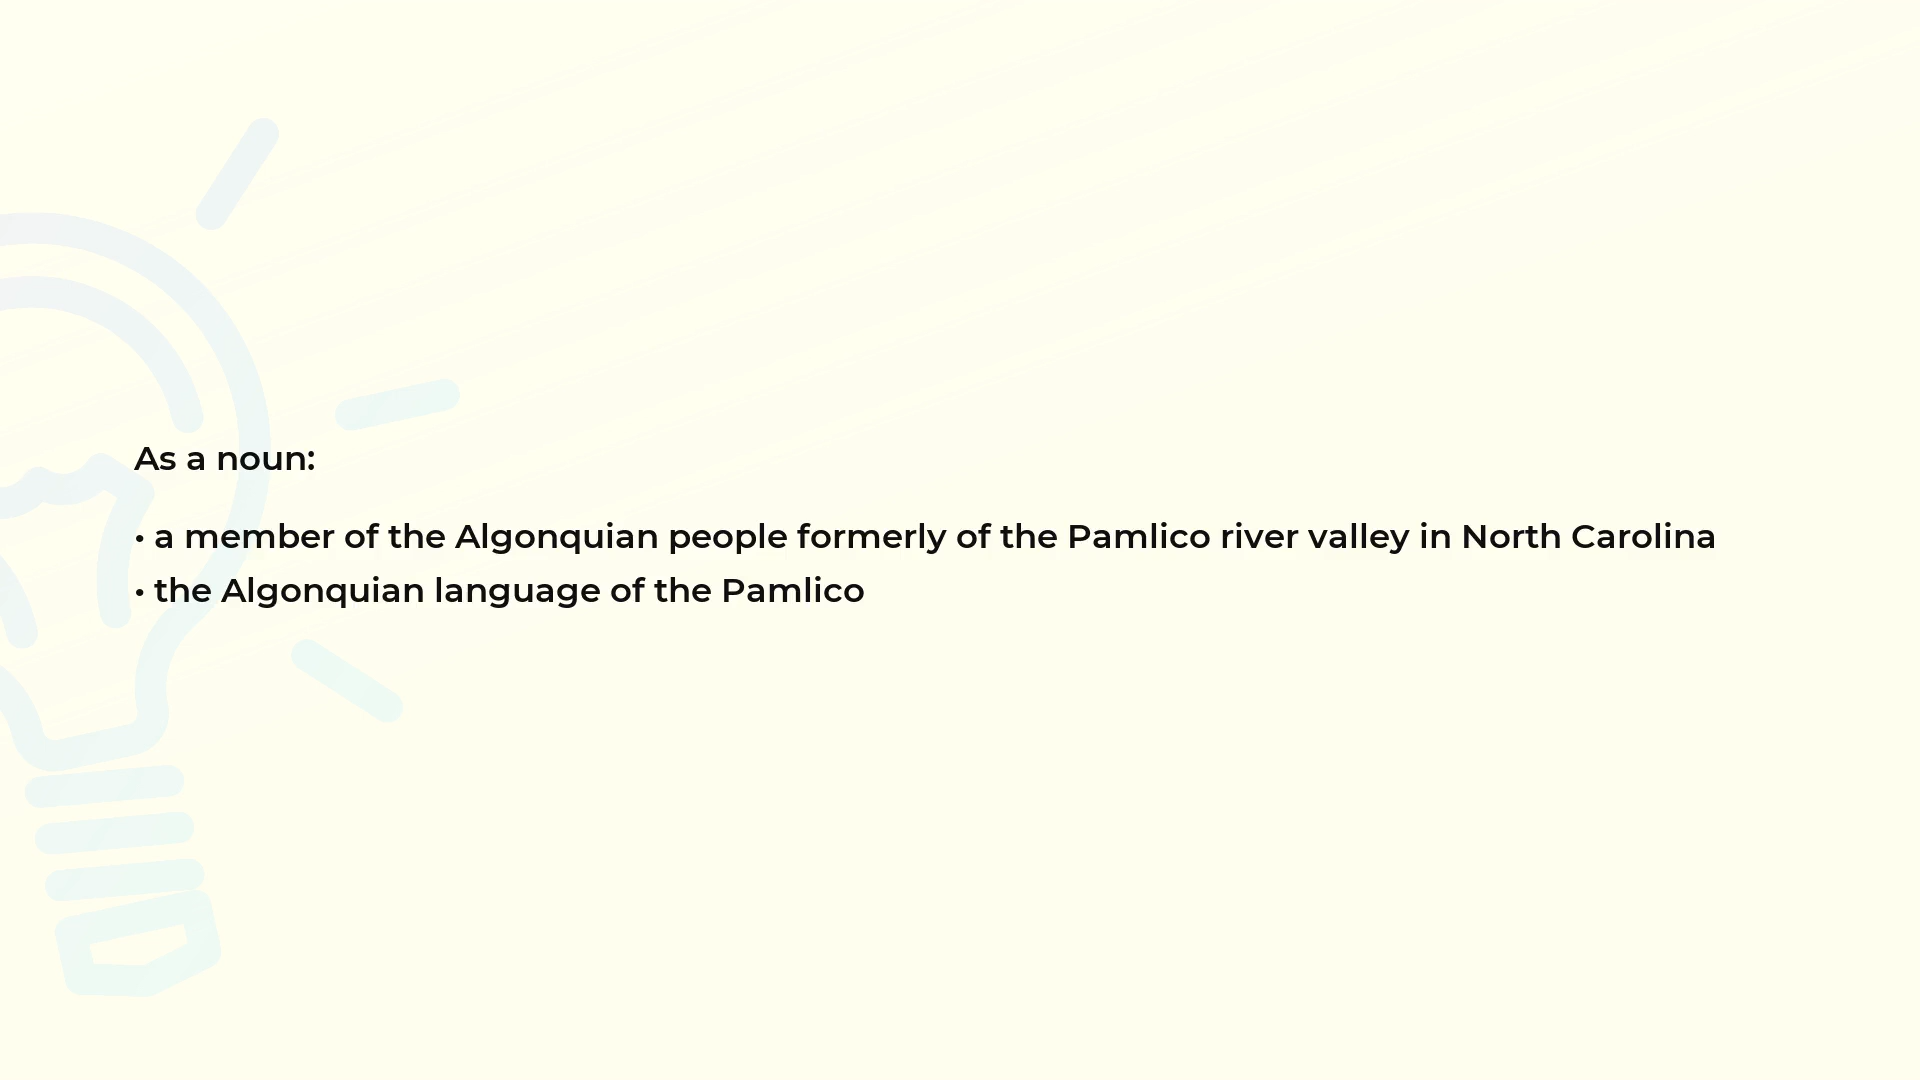 As a noun:
• a member of the Algonquian people formerly of the Pamlico river valley in North Carolina
• the Algonquian language of the Pamlico